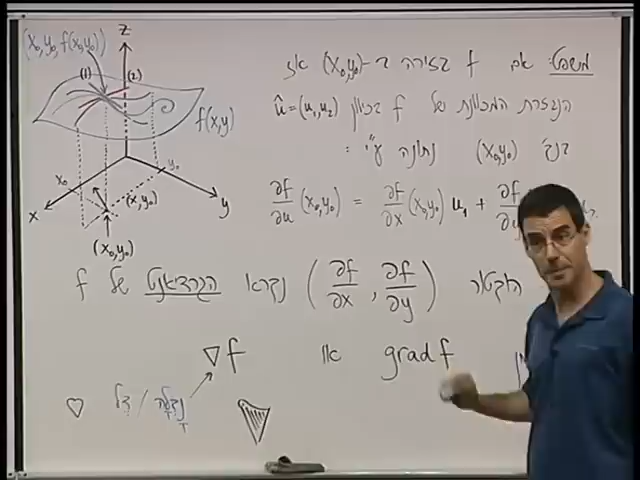 משפט: אם f גזירה ב-(x₀,y₀) אז
הנגזרת המכוונת של f בכיוון û=(u₁,u₂)
בנק' (x₀,y₀) נתונה ע"י :
∂f/∂u (x₀,y₀) = ∂f/∂x (x₀,y₀) u₁ + ∂f
הוקטור (∂f/∂x , ∂f/∂y) נקרא הגרדיאנט של f
grad f או ∇f
נַבְּלָה / דֶל
(x₀,y₀,f(x₀,y₀))
z
(1) (2)
f(x,y)
x₀ y₀
x y
(x,y₀)
(x₀,y₀)